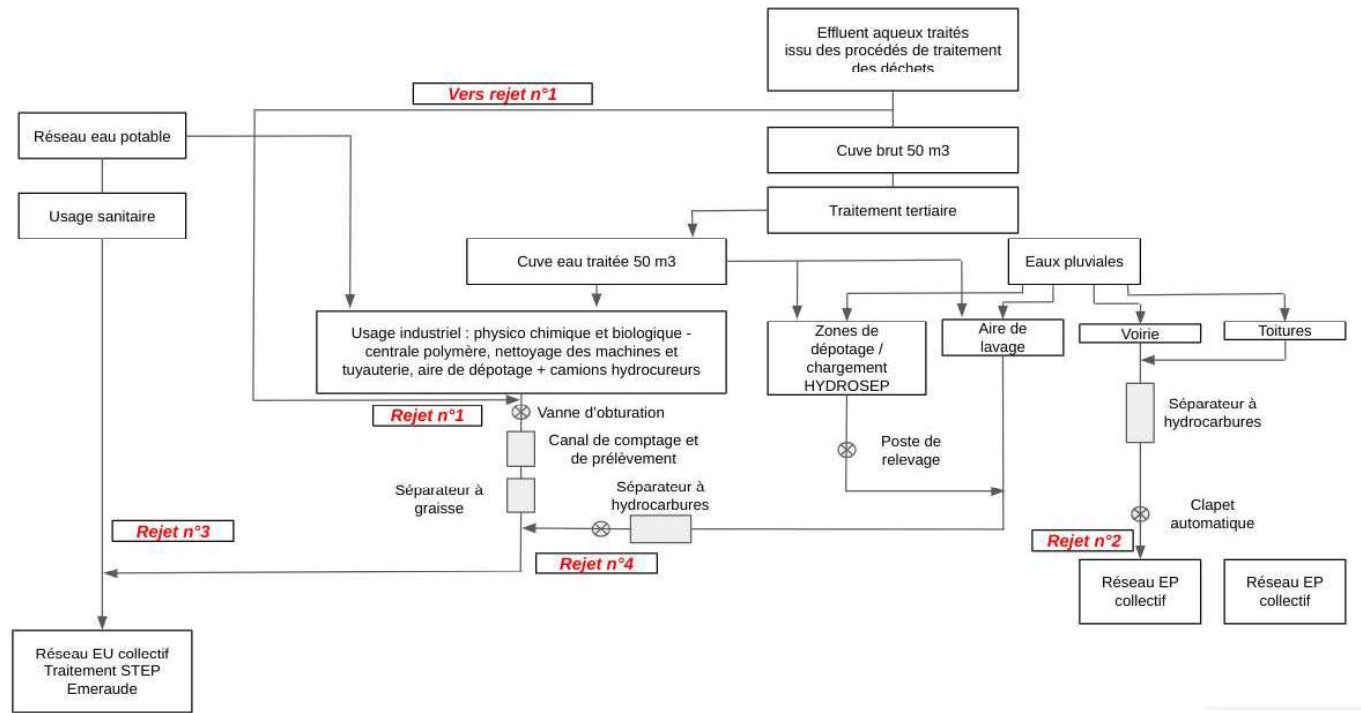 Effluent aqueux traités
issu des procédés de traitement
des déchets
Vers rejet n°1
Réseau eau potable
Cuve brut 50 m3
Usage sanitaire
Traitement tertiaire
Cuve eau traitée 50 m3
Eaux pluviales
Usage industriel : physico chimique et biologique -
centrale polymère, nettoyage des machines et
tuyauterie, aire de dépotage + camions hydrocureurs
Zones de
dépotage /
chargement
HYDROSEP
Aire de
lavage
Voirie
Toitures
Rejet n°1
Vanne d'obturation
Canal de comptage et
de prélèvement
Séparateur à
graisse
Séparateur à
hydrocarbures
Poste de
relevage
Séparateur à
hydrocarbures
Clapet
automatique
Rejet n°3
Rejet n°4
Rejet n°2
Réseau EP
collectif
Réseau EP
collectif
Réseau EU collectif
Traitement STEP
Emeraude